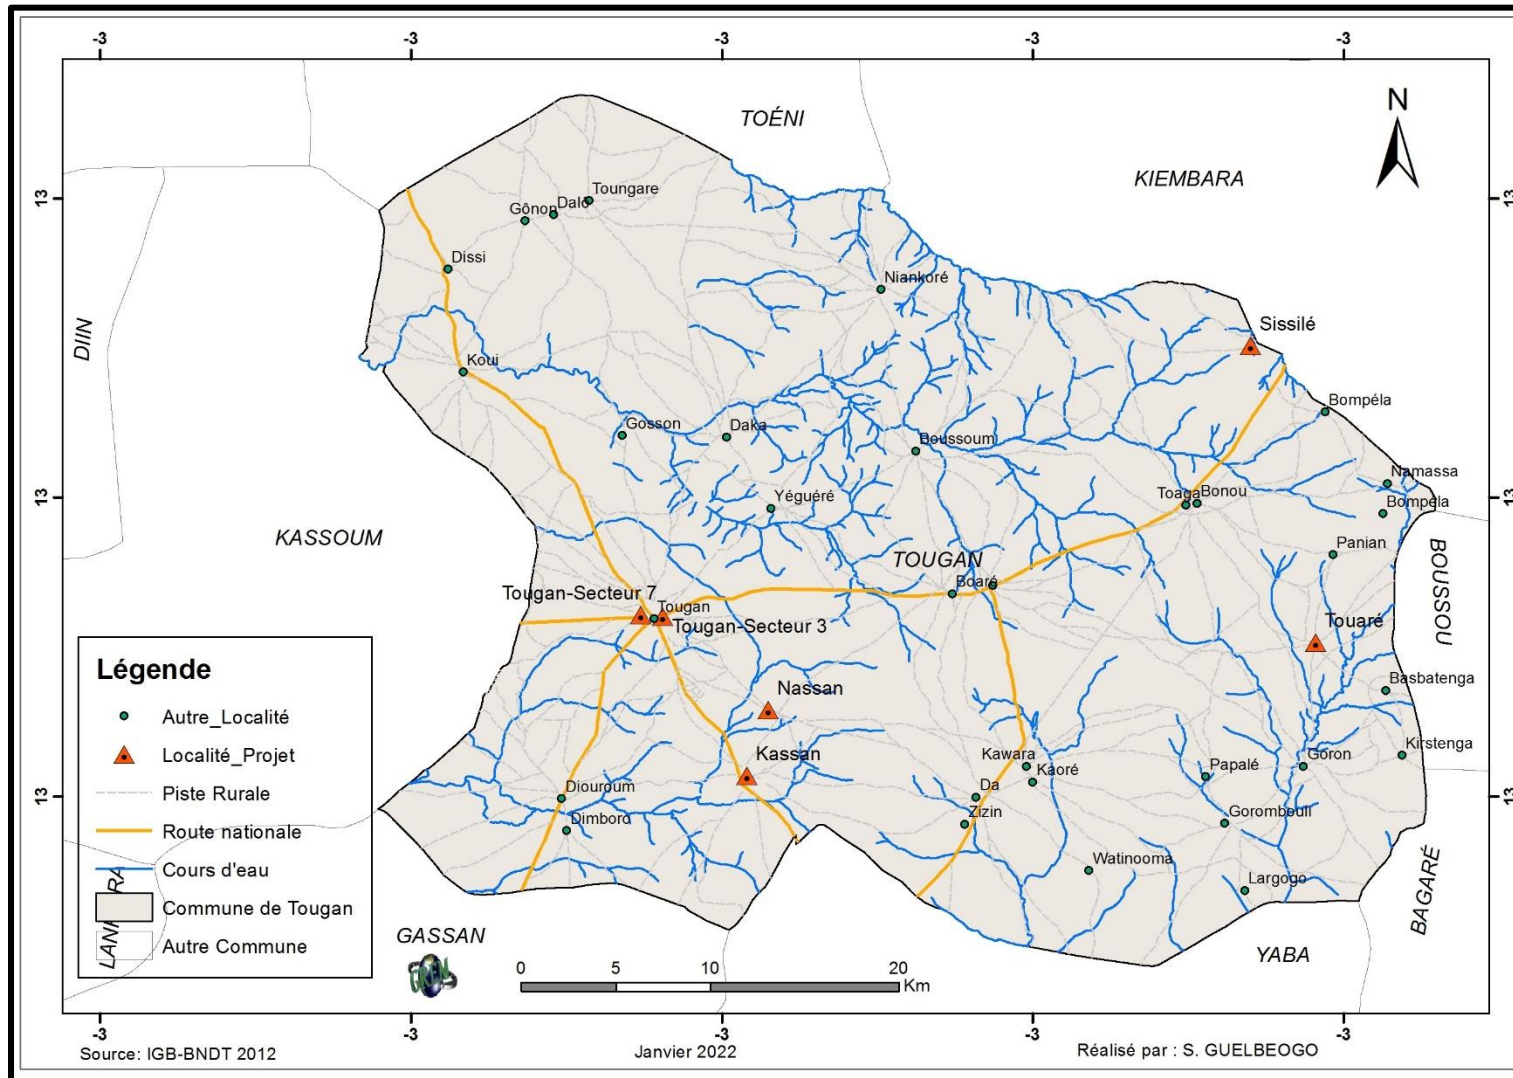 -3 -3 -3 -3 -3
N
TOÉNI
KIEMBARA
13 13
Toungare
Dalo
Gônon
Dissi
Niankoré
DIIN
Sissilé
Koui
Bompéla
Gosson
Daka
Boussoum
Namassa
13 13
Toaga
Bonou
Yéguéré
Bompéla
KASSOUM
Panian
TOUGAN
BOUSSOU
Boaré
Tougan-Secteur 7
Tougan
Tougan-Secteur 3
Touaré
Légende
Nassan
Basbatenga
Autre_Localité
Kassan
Kawara
Kirstenga
Localité_Projet
Goron
Kaoré
Papalé
Piste Rurale
Diouroum
Da
13 13
Route nationale
Dimboro
Zizin
Gorombouli
Cours d'eau
Watinooma
Largogo
BAGARÉ
Commune de Tougan
Autre Commune
GASSAN
YABA
0 5 10 20
Km
-3 -3 -3 -3 -3
Source: IGB-BNDT 2012
Janvier 2022
Réalisé par : S. GUELBEOGO